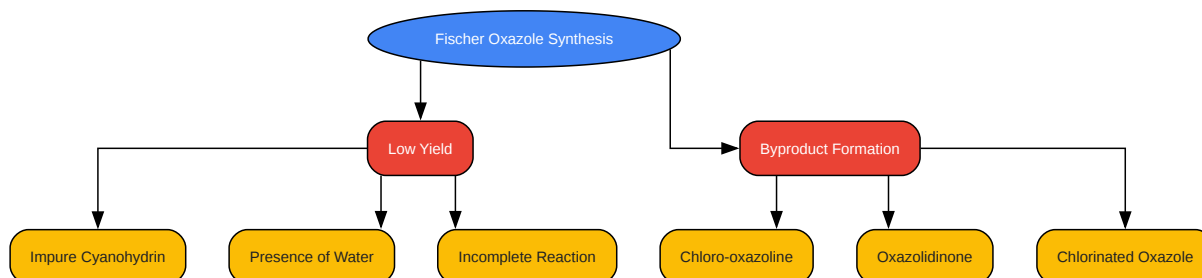 Fischer Oxazole Synthesis
Low Yield
Byproduct Formation
Impure Cyanohydrin
Presence of Water
Incomplete Reaction
Chloro-oxazoline
Oxazolidinone
Chlorinated Oxazole